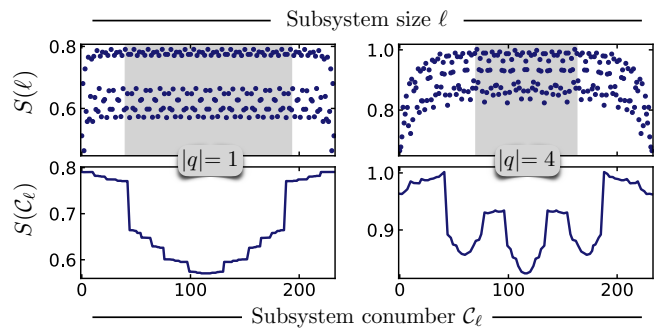 Subsystem size ℓ
S(ℓ)
0.8
0.6
1.0
0.8
|q|= 1
|q|= 4
S(𝒞ℓ)
0.8
0.7
0.6
1.0
0.9
0 100 200
0 100 200
Subsystem conumber 𝒞ℓ